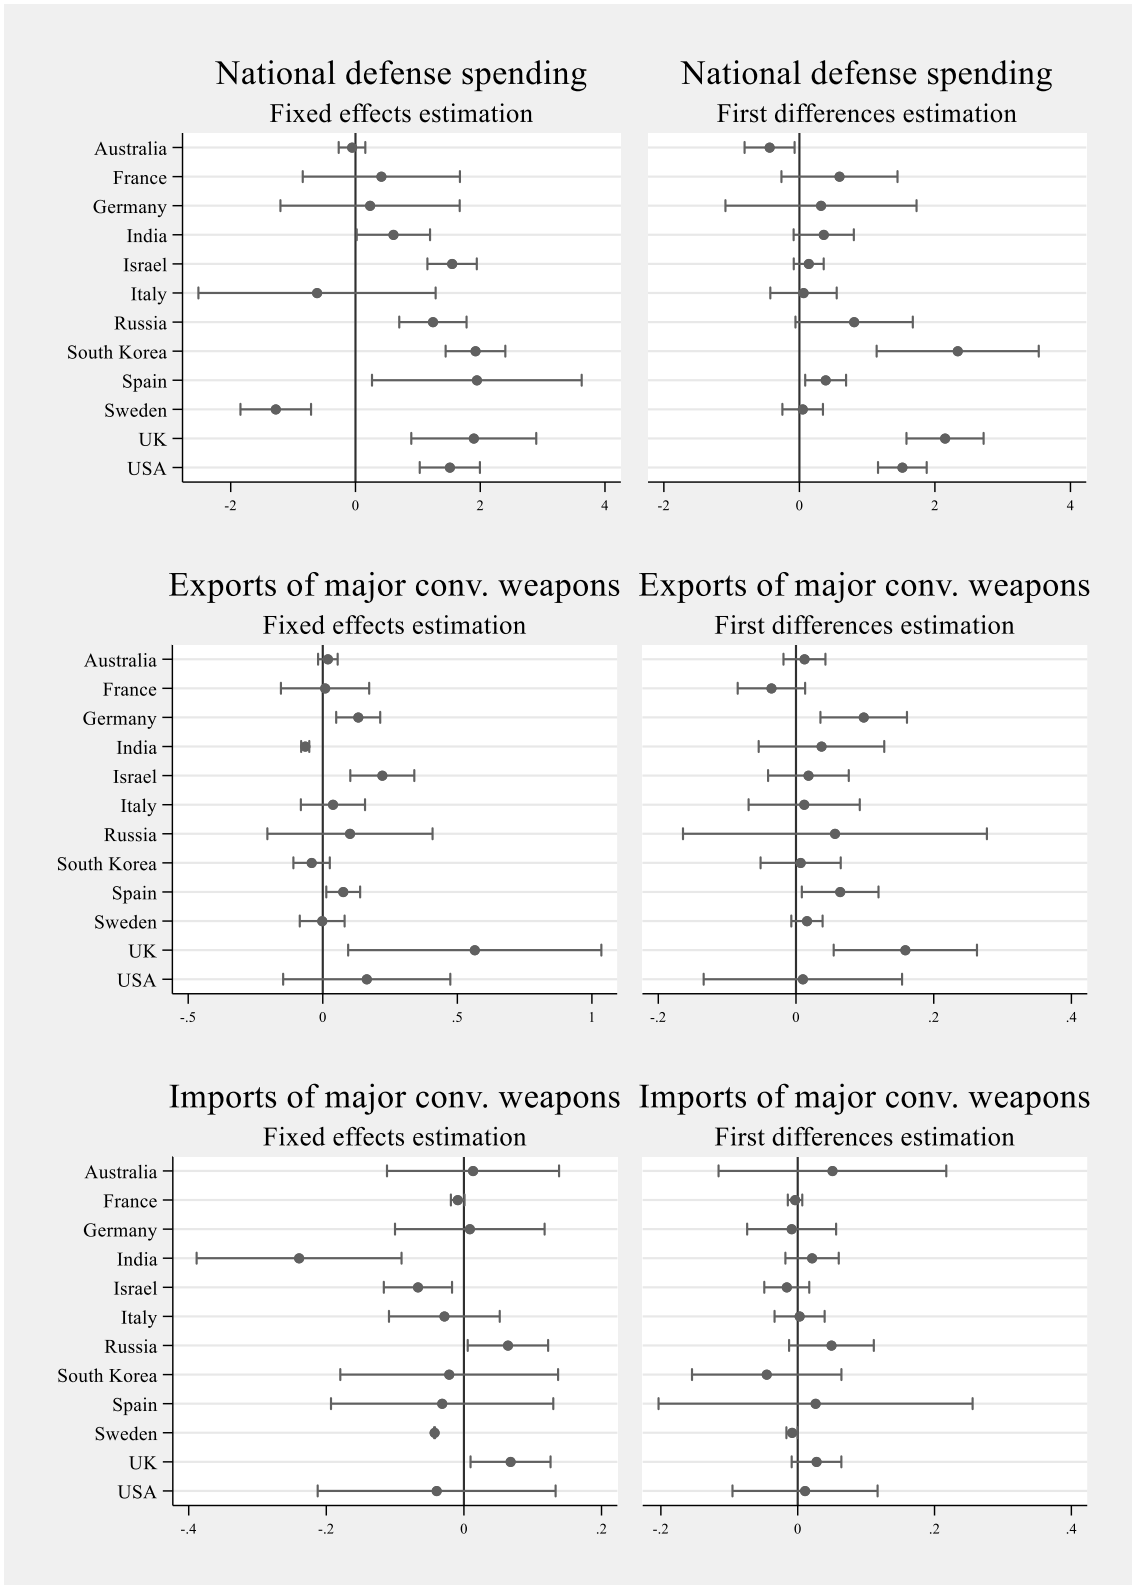 National defense spending
Fixed effects estimation
Australia
France
Germany
India
Israel
Italy
Russia
South Korea
Spain
Sweden
UK
USA
-2 0 2 4
National defense spending
First differences estimation
-2 0 2 4
Exports of major conv. weapons
Fixed effects estimation
Australia
France
Germany
India
Israel
Italy
Russia
South Korea
Spain
Sweden
UK
USA
-.5 0 .5 1
Exports of major conv. weapons
First differences estimation
-.2 0 .2 .4
Imports of major conv. weapons
Fixed effects estimation
Australia
France
Germany
India
Israel
Italy
Russia
South Korea
Spain
Sweden
UK
USA
-.4 -.2 0 .2
Imports of major conv. weapons
First differences estimation
-.2 0 .2 .4